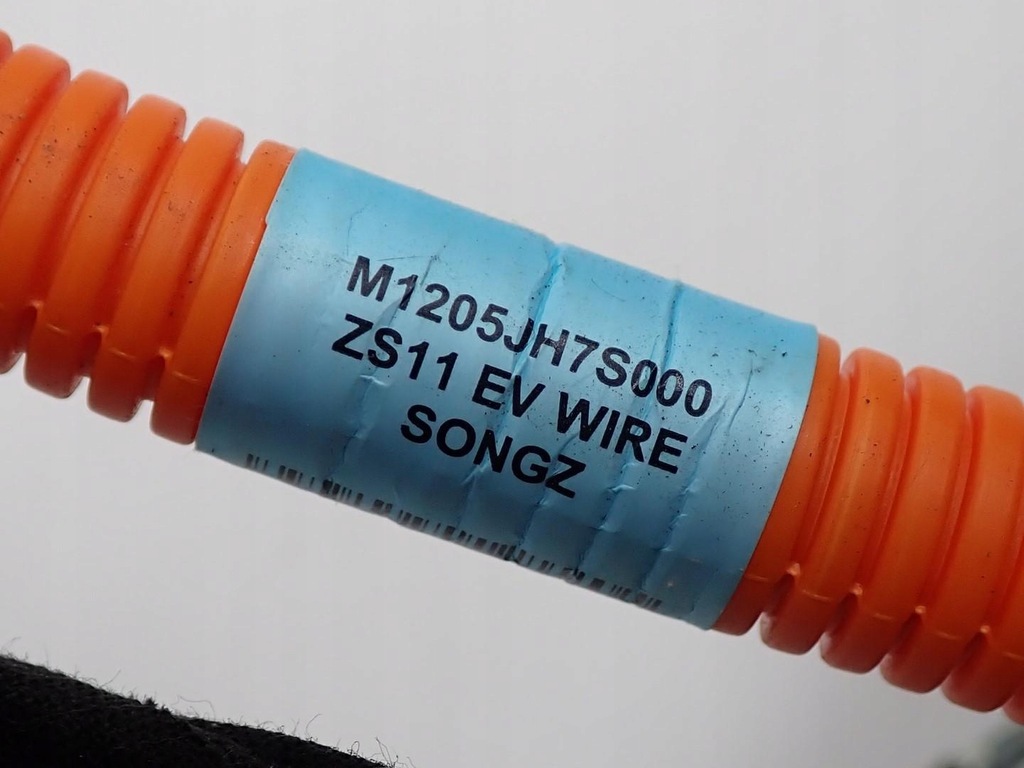 M1205JH7S000
ZS11 EV WIRE
SONGZ